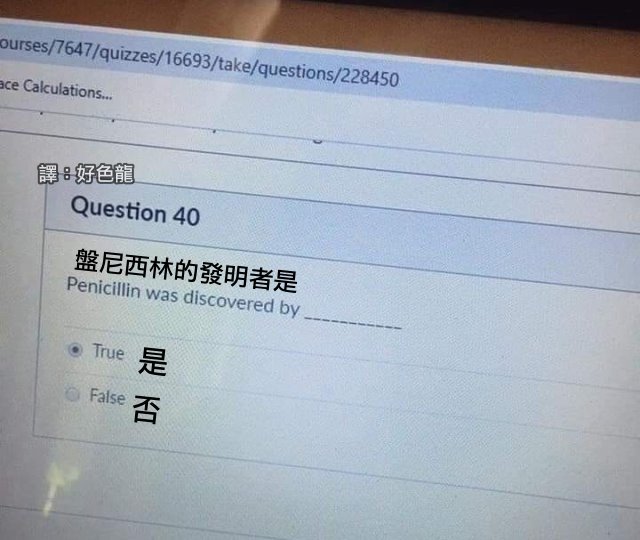 ourses/7647/quizzes/16693/take/questions/228450
ace Calculations...
譯：好色龍
Question 40
盤尼西林的發明者是
Penicillin was discovered by ___________
True 是
False 否